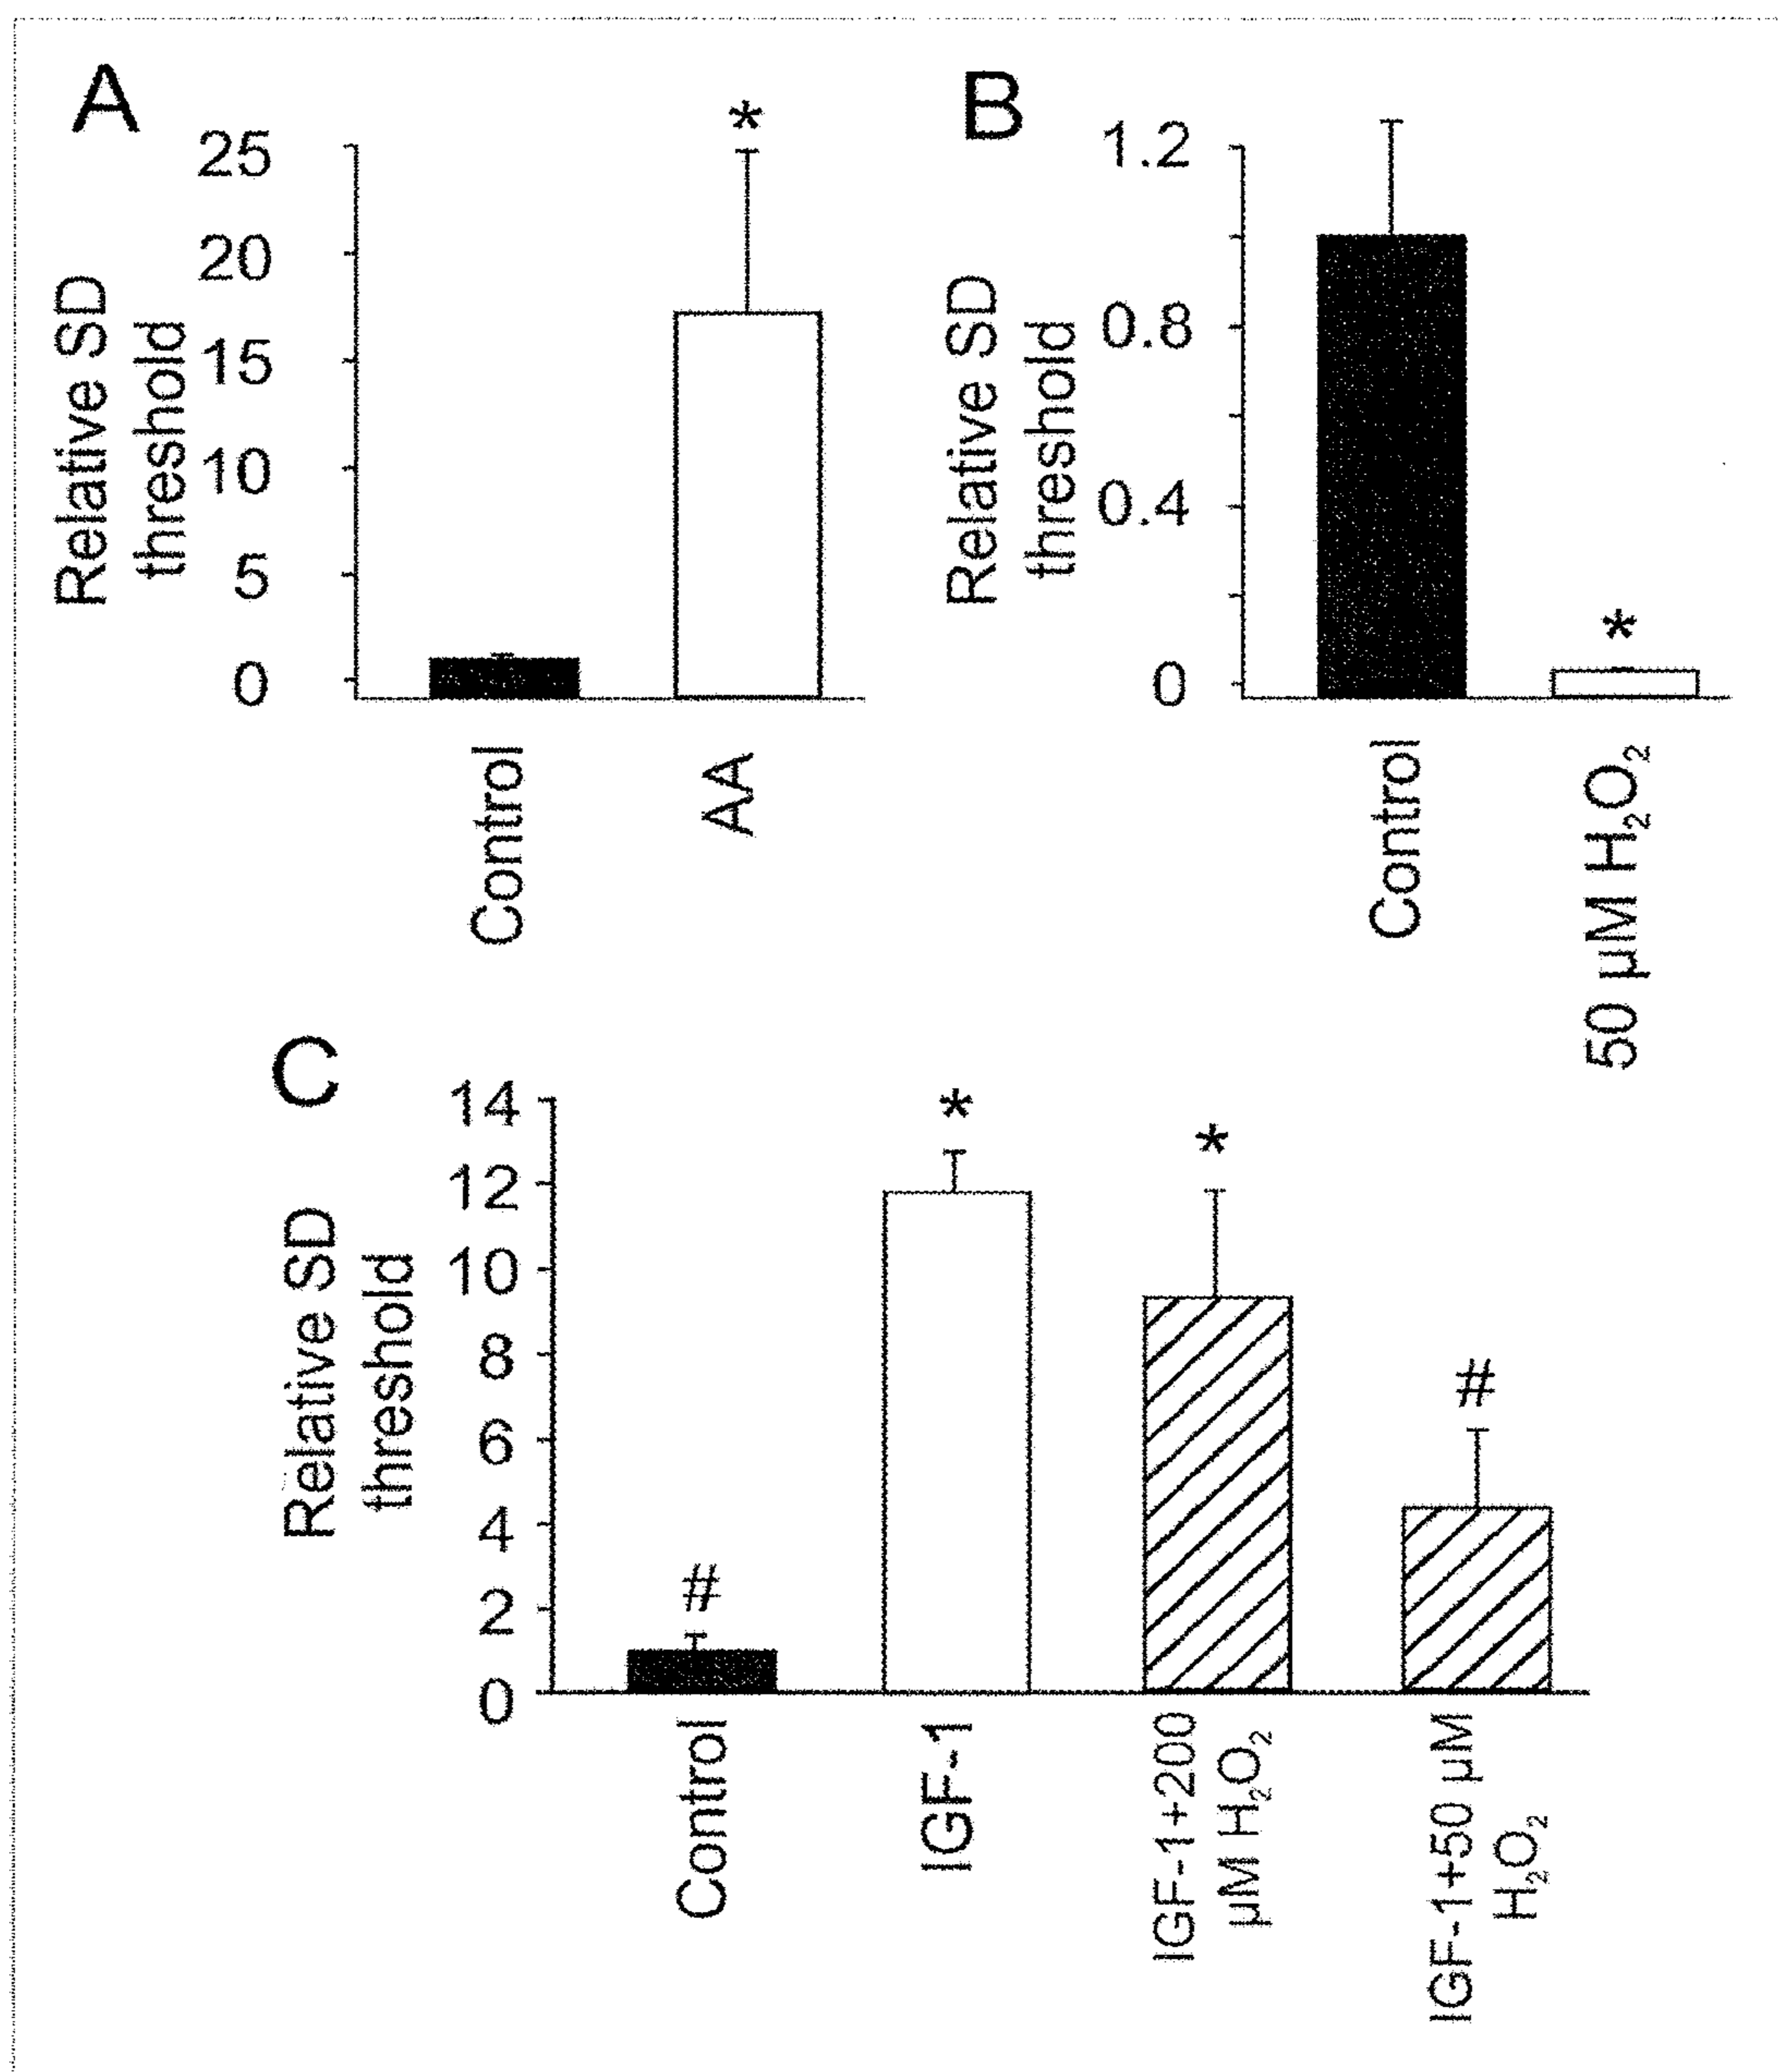 A
*
25
20
15
10
5
0
Relative SD
threshold
Control
AA
B
1.2
0.8
0.4
0
Relative SD
threshold
*
Control
50 µM H₂O₂
C
14
12
10
8
6
4
2
0
Relative SD
threshold
#
*
*
#
Control
IGF-1
IGF-1+200
µM H₂O₂
IGF-1+50 µM
H₂O₂